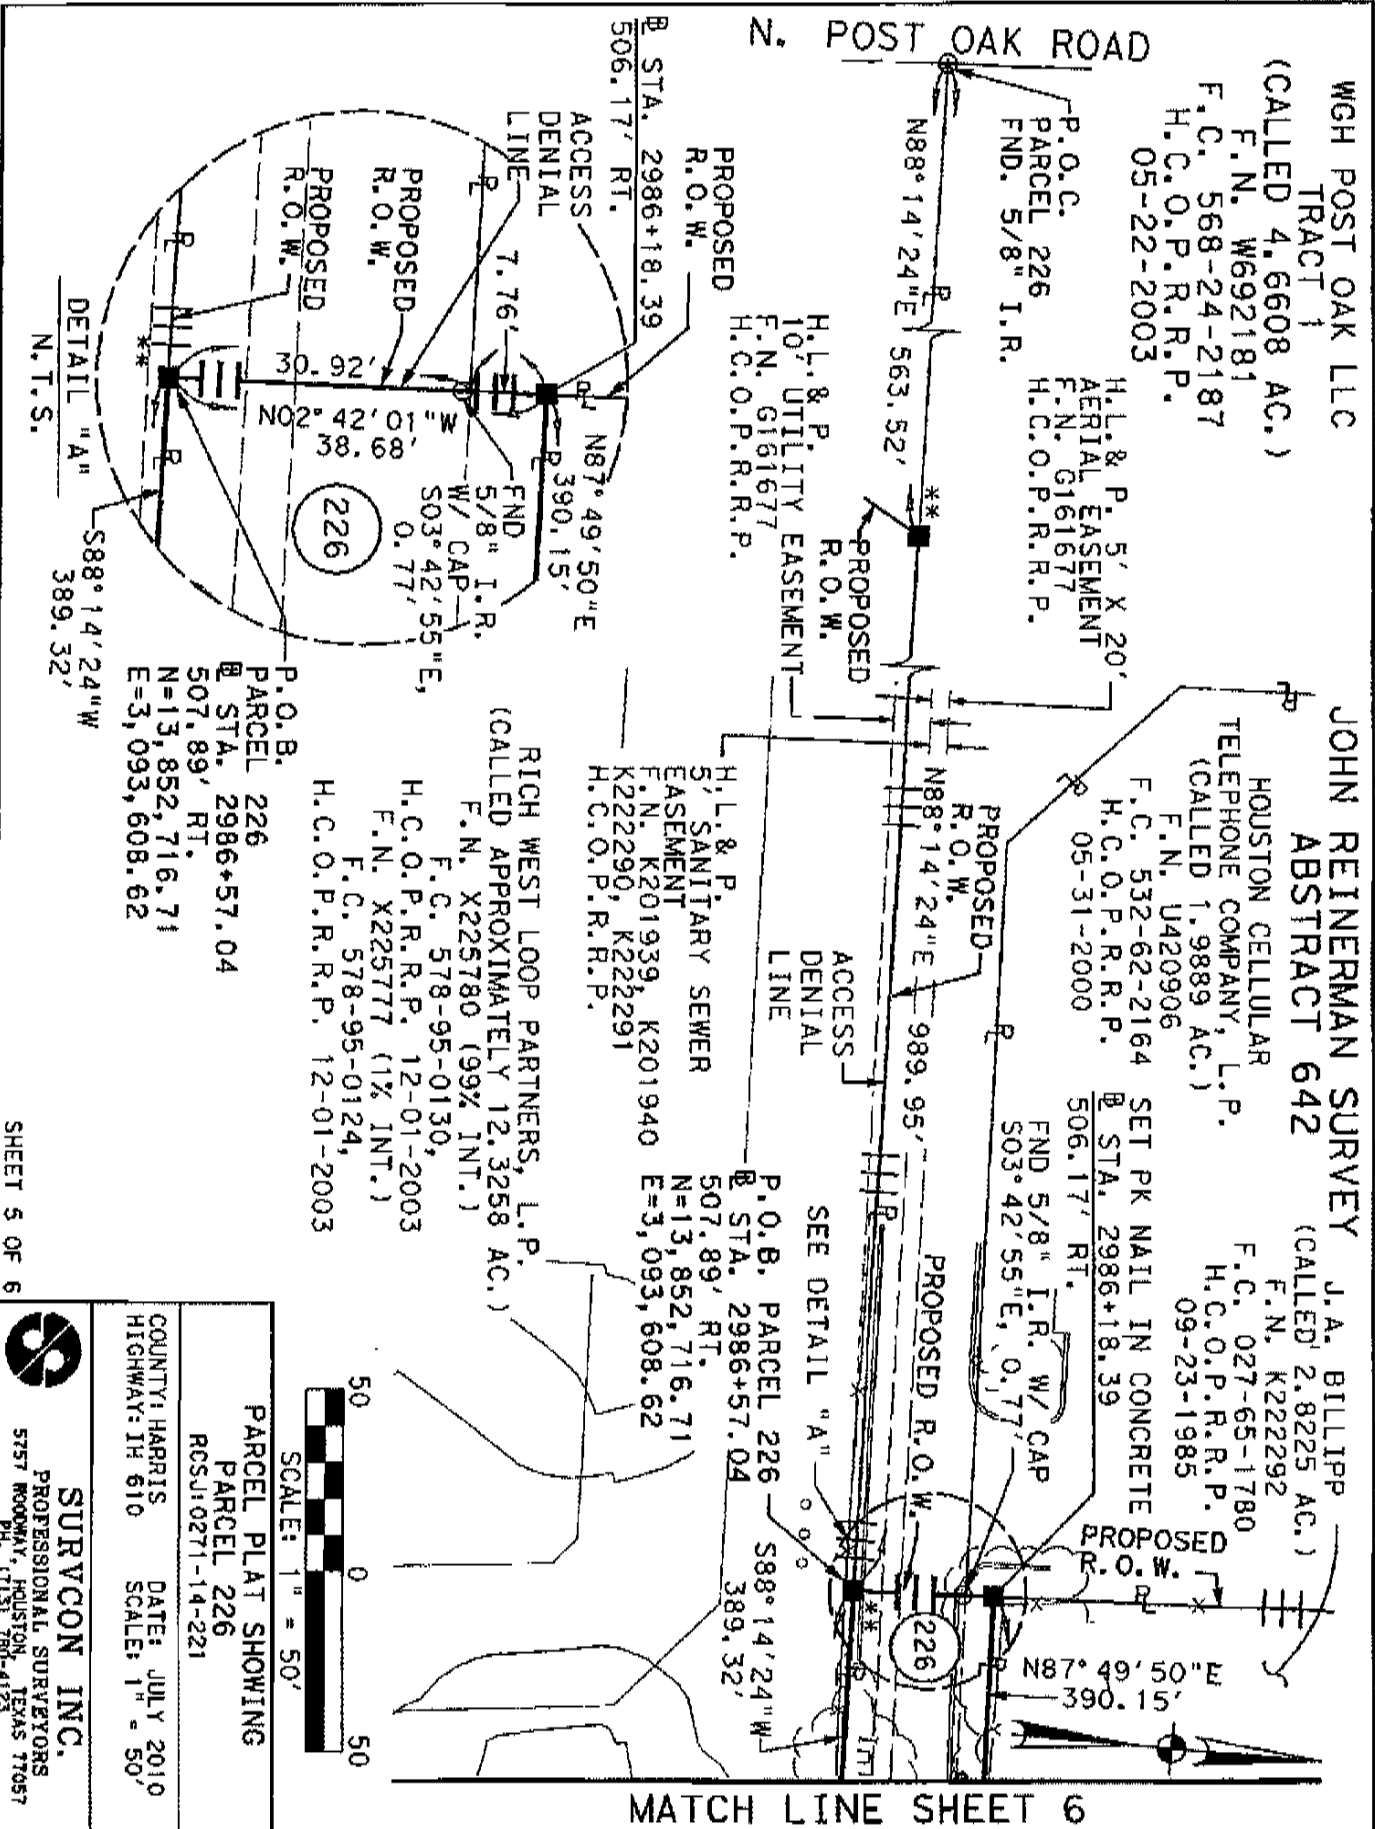 WGH POST OAK LLC
TRACT 1
(CALLED 4.6608 AC.)
F.N. W692181
F.C. 568-24-2187
H.C.O.P.R.R.P.
05-22-2003
JOHN REINERMAN SURVEY
ABSTRACT 642
HOUSTON CELLULAR
TELEPHONE COMPANY, L.P.
(CALLED 1.9889 AC.)
F.N. U420906
F.C. 532-62-2164
H.C.O.P.R.R.P.
05-31-2000
J.A. BILLIPP
(CALLED 2.8225 AC.)
F.N. K222292
F.C. 027-65-1780
H.C.O.P.R.R.P.
09-23-1985
SET PK NAIL IN CONCRETE
STA. 2986+18.39
506.17' RT.
FND 5/8" I.R. W/ CAP
S03°42'55"E, 0.77'
PROPOSED
R.O.W.
N. POST OAK ROAD
P.O.C.
PARCEL 226
FND. 5/8" I.R.
N88°14'24"E 563.52'
H.L.& P. 5' X 20'
AERIAL EASEMENT
F.N. G161677
H.C.O.P.R.R.P.
**
PROPOSED
R.O.W.
H.L.& P.
10' UTILITY EASEMENT
F.N. G161677
H.C.O.P.R.R.P.
PROPOSED
R.O.W.
N88°14'24"E 989.95'
ACCESS
DENIAL
LINE
PROPOSED R.O.W.
H.L.& P.
5' SANITARY SEWER
EASEMENT
F.N. K201939, K201940
K222290, K222291
H.C.O.P.R.R.P.
SEE DETAIL "A"
P.O.B. PARCEL 226
STA. 2986+57.04
507.89' RT.
N=13,852,716.71
E=3,093,608.62
**
226
S88°14'24"W
389.32'
N87°49'50"E
390.15'
MATCH LINE SHEET 6
PROPOSED
R.O.W.
STA. 2986+18.39
506.17' RT.
ACCESS
DENIAL
LINE
7.76'
PROPOSED
R.O.W.
PROPOSED
R.O.W.
30.92'
N02°42'01"W
38.68'
N87°49'50"E
390.15'
FND
5/8" I.R.
W/ CAP
S03°42'55"E,
0.77'
226
**
DETAIL "A"
N.T.S.
S88°14'24"W
389.32'
P.O.B.
PARCEL 226
STA. 2986+57.04
507.89' RT.
N=13,852,716.71
E=3,093,608.62
RICH WEST LOOP PARTNERS, L.P.
(CALLED APPROXIMATELY 12.3258 AC.)
F.N. X225780 (99% INT.)
F.C. 578-95-0130,
H.C.O.P.R.R.P. 12-01-2003
F.N. X225777 (1% INT.)
F.C. 578-95-0124,
H.C.O.P.R.R.P. 12-01-2003
50 0 50
SCALE: 1" = 50'
PARCEL PLAT SHOWING
PARCEL 226
RCSJ:0271-14-221
COUNTY: HARRIS DATE: JULY 2010
HIGHWAY: IH 610 SCALE: 1" = 50'
SURVCON INC.
PROFESSIONAL SURVEYORS
5757 WOODWAY, HOUSTON, TEXAS 77057
PH. (713) 780-4123
SHEET 5 OF 6